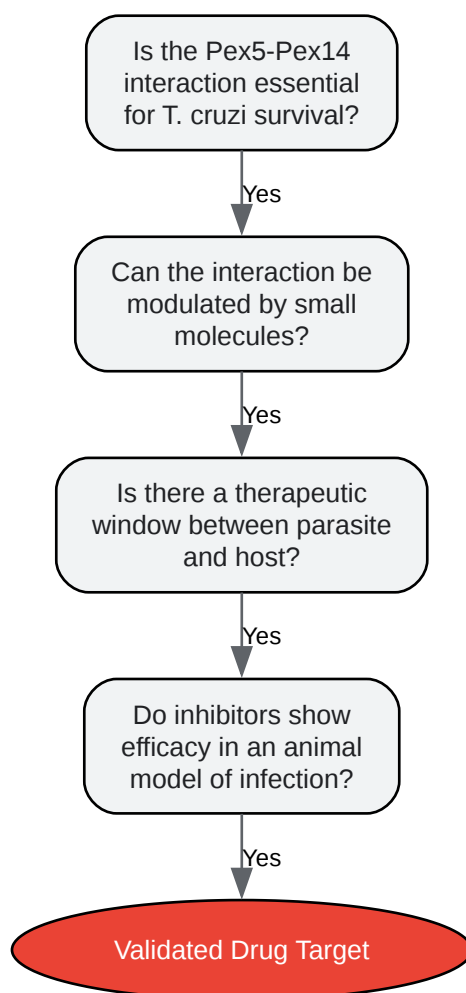 Is the Pex5-Pex14
interaction essential
for T. cruzi survival?
Yes
Can the interaction be
modulated by small
molecules?
Yes
Is there a therapeutic
window between parasite
and host?
Yes
Do inhibitors show
efficacy in an animal
model of infection?
Yes
Validated Drug Target